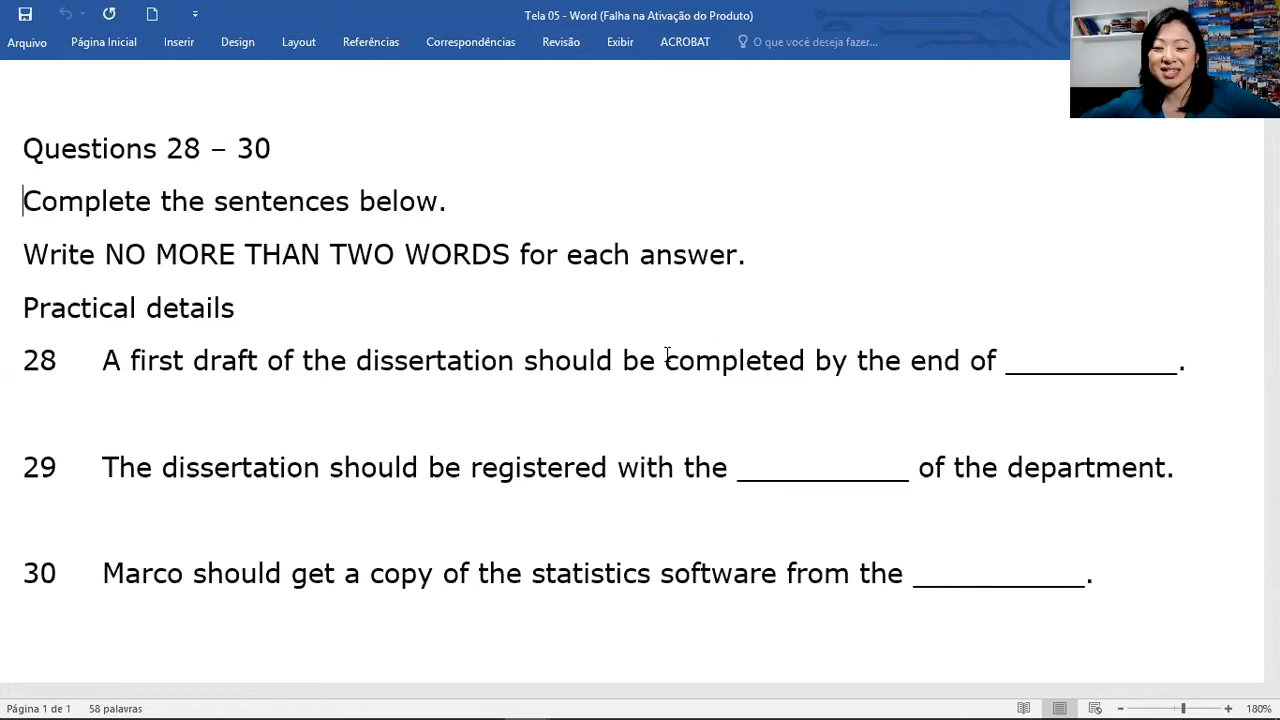 Tela 05 - Word (Falha na Ativação do Produto)
Arquivo Página Inicial Inserir Design Layout Referências Correspondências Revisão Exibir ACROBAT O que você deseja fazer...
Questions 28 – 30
Complete the sentences below.
Write NO MORE THAN TWO WORDS for each answer.
Practical details
28 A first draft of the dissertation should be completed by the end of ____________.
29 The dissertation should be registered with the ____________ of the department.
30 Marco should get a copy of the statistics software from the ____________.
Página 1 de 1 58 palavras 180%